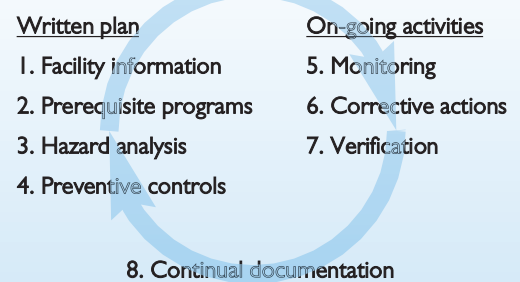 Written plan
1. Facility information
2. Prerequisite programs
3. Hazard analysis
4. Preventive controls
On-going activities
5. Monitoring
6. Corrective actions
7. Verification
8. Continual documentation